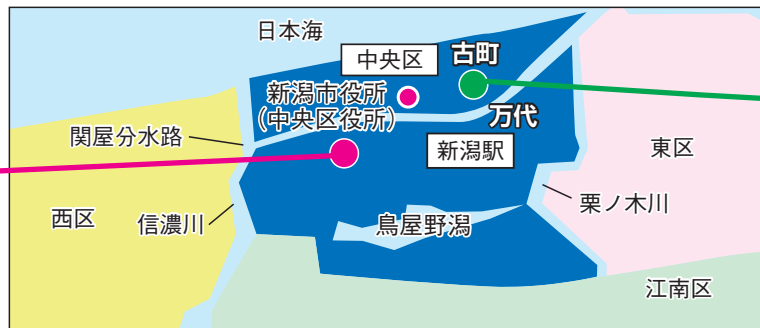 日本海
中央区
古町
新潟市役所
(中央区役所)
万代
関屋分水路
新潟駅
東区
栗ノ木川
西区
信濃川
鳥屋野潟
江南区